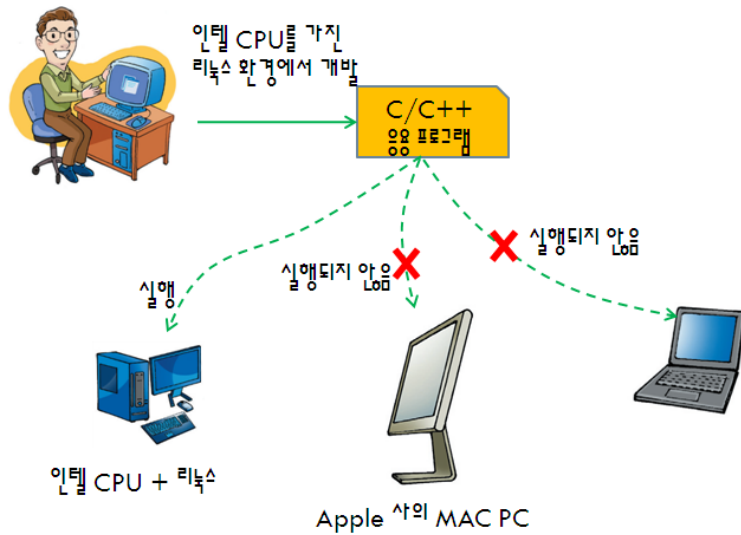 인텔 CPU를 가진
리눅스 환경에서 개발
C/C++
응용 프로그램
실행
실행되지 않음
실행되지 않음
인텔 CPU + 리눅스
Apple 사의 MAC PC